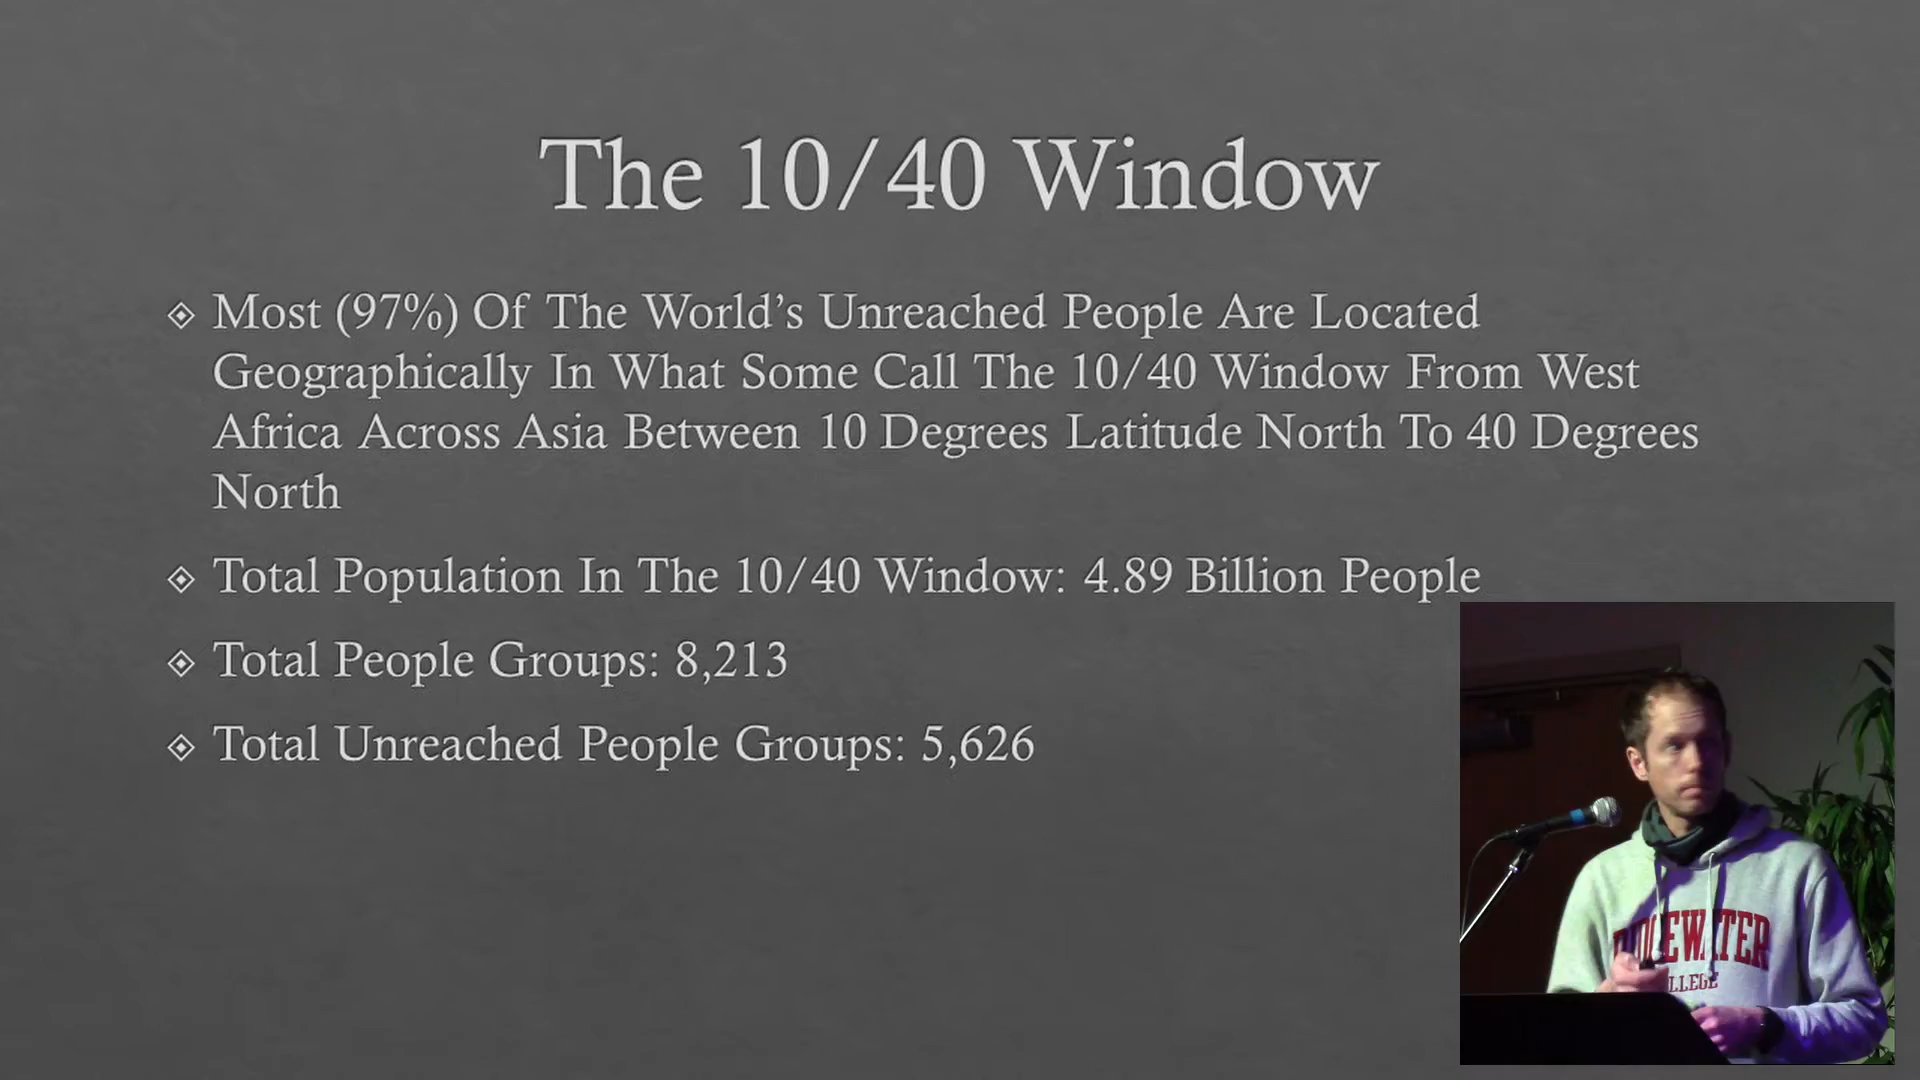 The 10/40 Window
Most (97%) Of The World's Unreached People Are Located
Geographically In What Some Call The 10/40 Window From West
Africa Across Asia Between 10 Degrees Latitude North To 40 Degrees
North
Total Population In The 10/40 Window: 4.89 Billion People
Total People Groups: 8,213
Total Unreached People Groups: 5,626